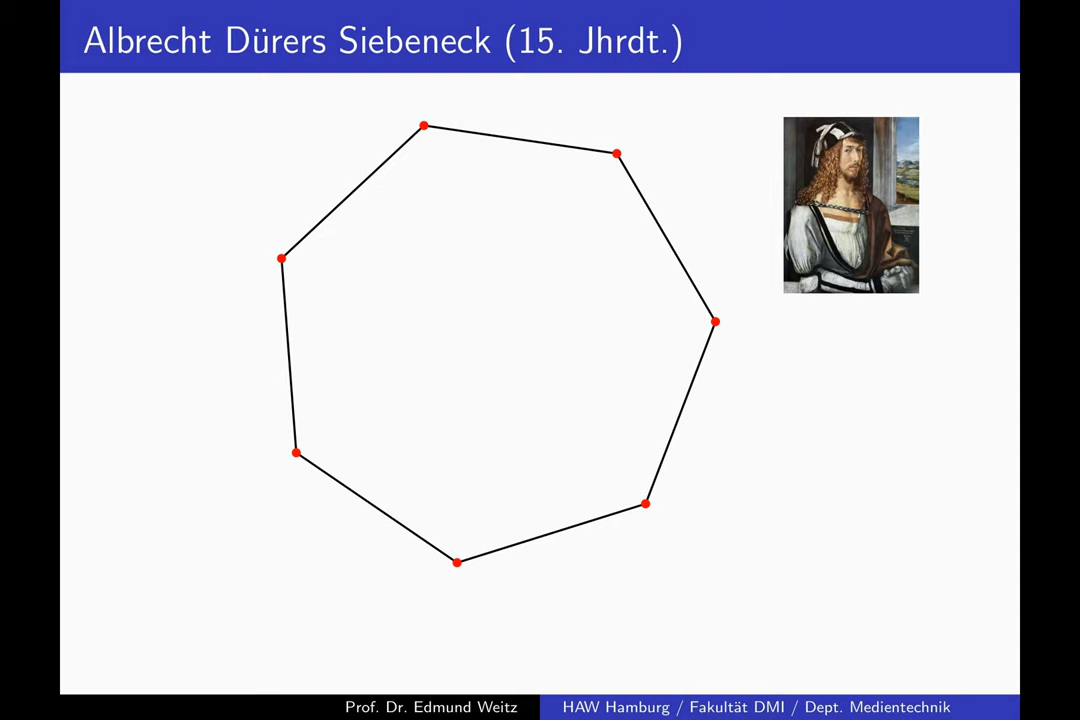 Albrecht Dürers Siebeneck (15. Jhrdt.)
Prof. Dr. Edmund Weitz
HAW Hamburg / Fakultät DMI / Dept. Medientechnik